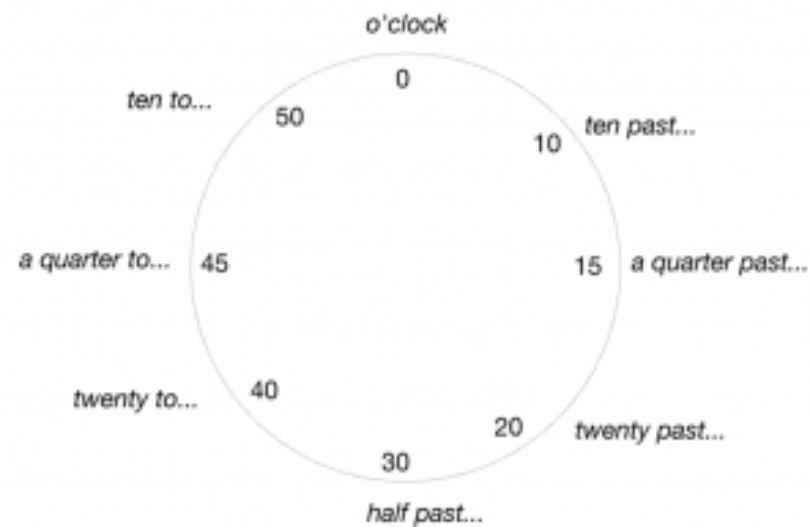 o'clock
0
ten to...
50
ten past...
10
a quarter to...
45
15
a quarter past...
twenty to...
40
20
twenty past...
30
half past...